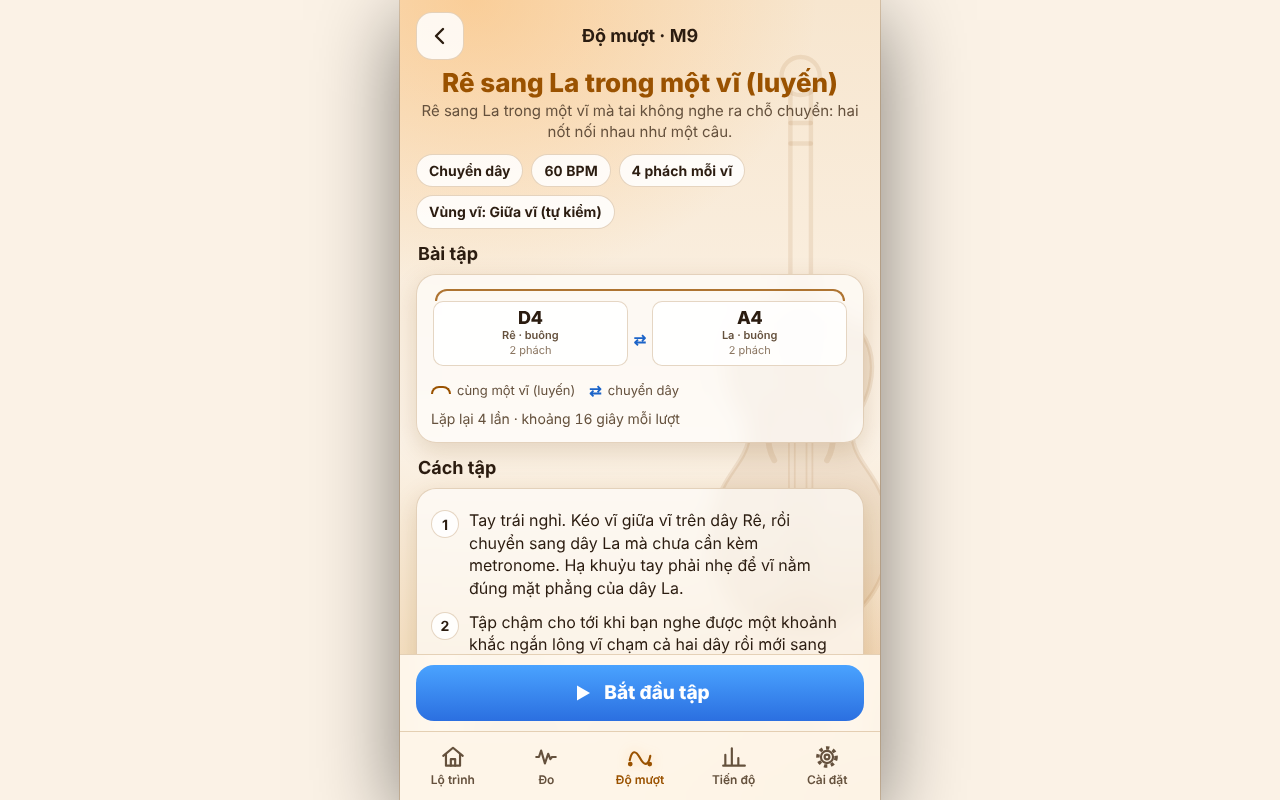 Độ mượt · M9
Rê sang La trong một vĩ (luyến)
Rê sang La trong một vĩ mà tai không nghe ra chỗ chuyển: hai
nốt nối nhau như một câu.
Chuyển dây
60 BPM
4 phách mỗi vĩ
Vùng vĩ: Giữa vĩ (tự kiểm)
Bài tập
D4
Rê · buông
2 phách
⇄
A4
La · buông
2 phách
cùng một vĩ (luyến) ⇄ chuyển dây
Lặp lại 4 lần · khoảng 16 giây mỗi lượt
Cách tập
1
Tay trái nghỉ. Kéo vĩ giữa vĩ trên dây Rê, rồi
chuyển sang dây La mà chưa cần kèm
metronome. Hạ khuỷu tay phải nhẹ để vĩ nằm
đúng mặt phẳng của dây La.
2
Tập chậm cho tới khi bạn nghe được một khoảnh
khắc ngắn lông vĩ chạm cả hai dây rồi mới sang
Bắt đầu tập
Lộ trình
Đo
Độ mượt
Tiến độ
Cài đặt